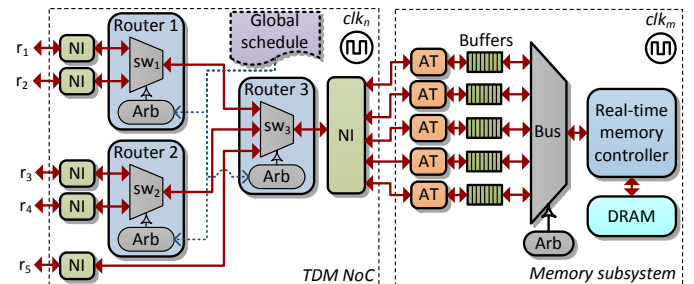 Router 1
Global
schedule
clkn
clkm
r1
NI
sw1
r2
NI
Arb
Router 3
sw3
NI
Arb
Router 2
r3
NI
sw2
r4
NI
Arb
r5
NI
TDM NoC
Buffers
AT
AT
AT
AT
AT
Bus
Arb
Real-time
memory
controller
DRAM
Memory subsystem